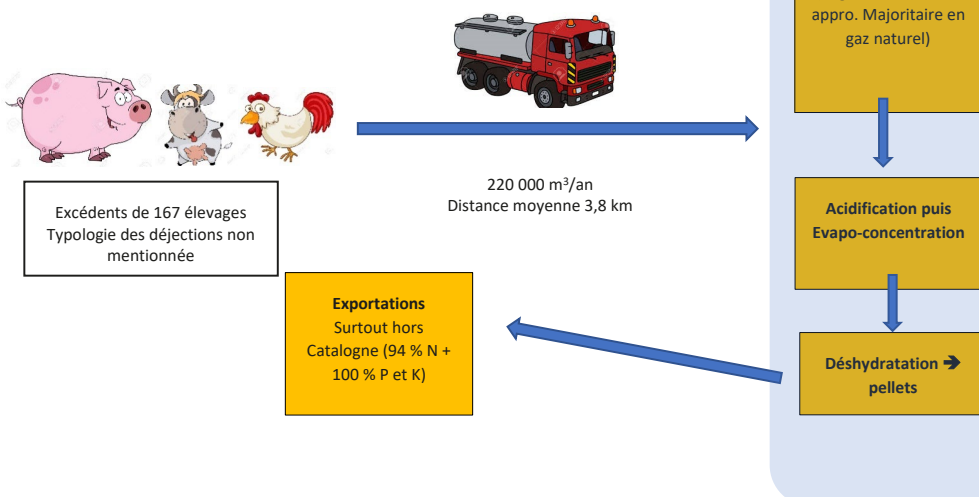 appro. Majoritaire en
gaz naturel)
220 000 m³/an
Distance moyenne 3,8 km
Excédents de 167 élevages
Typologie des déjections non
mentionnée
Acidification puis
Evapo-concentration
Exportations
Surtout hors
Catalogne (94 % N +
100 % P et K)
Déshydratation ➔
pellets